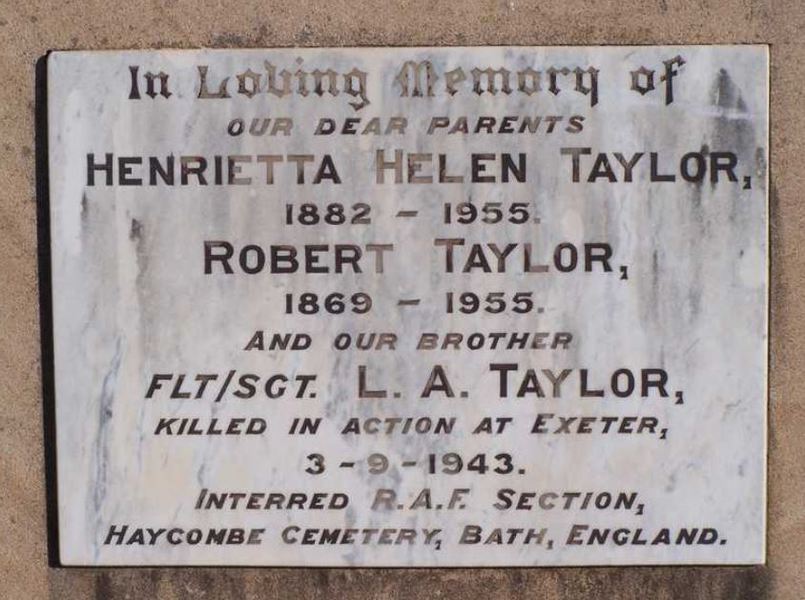 In Loving Memory of
OUR DEAR PARENTS
HENRIETTA HELEN TAYLOR,
1882 - 1955.
ROBERT TAYLOR,
1869 - 1955.
AND OUR BROTHER
FLT/SGT. L. A. TAYLOR,
KILLED IN ACTION AT EXETER,
3-9-1943.
INTERRED R.A.F. SECTION,
HAYCOMBE CEMETERY, BATH, ENGLAND.